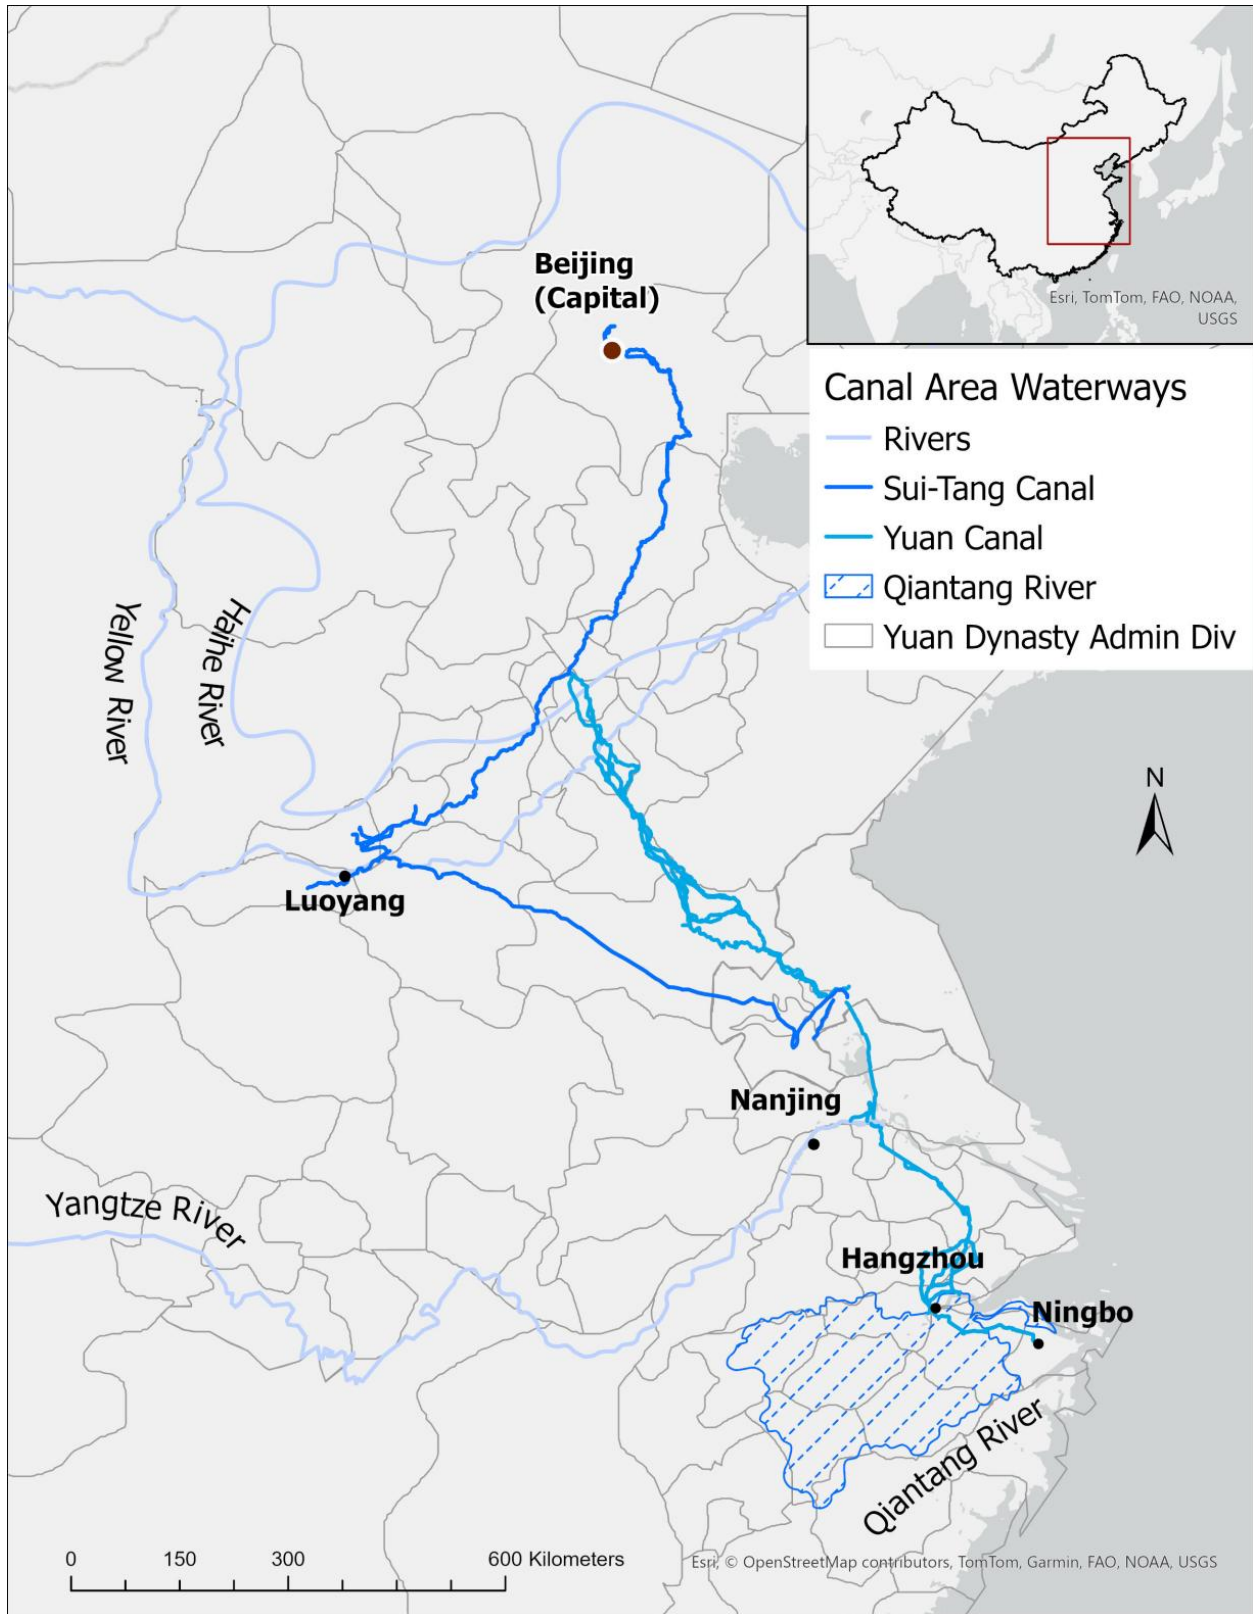 Esri, TomTom, FAO, NOAA,
USGS
Beijing
(Capital)
Canal Area Waterways
Rivers
Sui-Tang Canal
Yuan Canal
Qiantang River
Yuan Dynasty Admin Div
Yellow River
Haihe River
N
Luoyang
Nanjing
Yangtze River
Hangzhou
Ningbo
Qiantang River
0 150 300 600 Kilometers
Esri, © OpenStreetMap contributors, TomTom, Garmin, FAO, NOAA, USGS